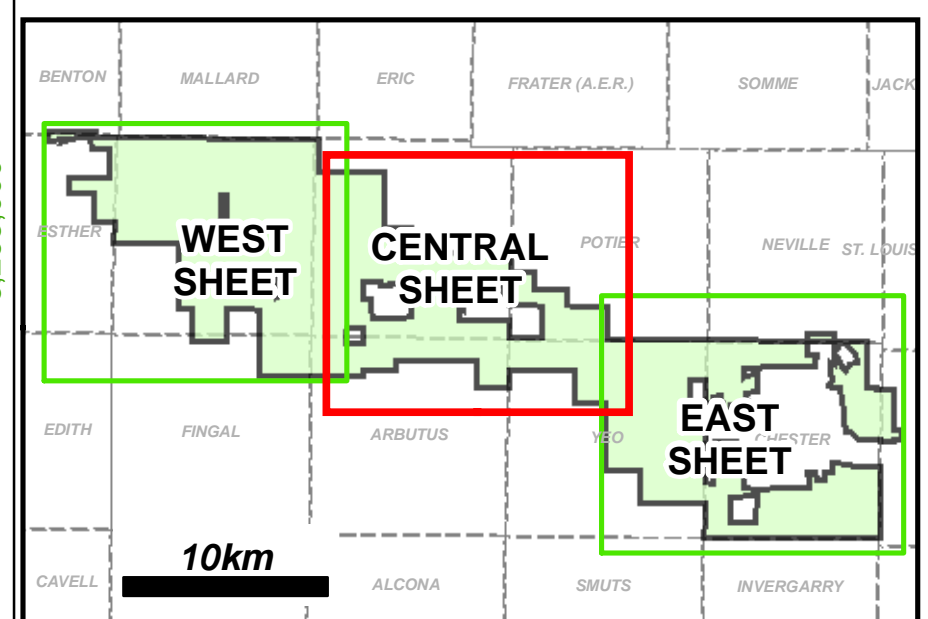 BENTON
MALLARD
ERIC
FRATER (A.E.R.)
SOMME
JACK
ESTHER
WEST
SHEET
CENTRAL
SHEET
POTIER
NEVILLE
ST. LOUIS
EDITH
FINGAL
ARBUTUS
YEO
EAST
SHEET
CHESTER
10km
CAVELL
ALCONA
SMUTS
INVERGARRY